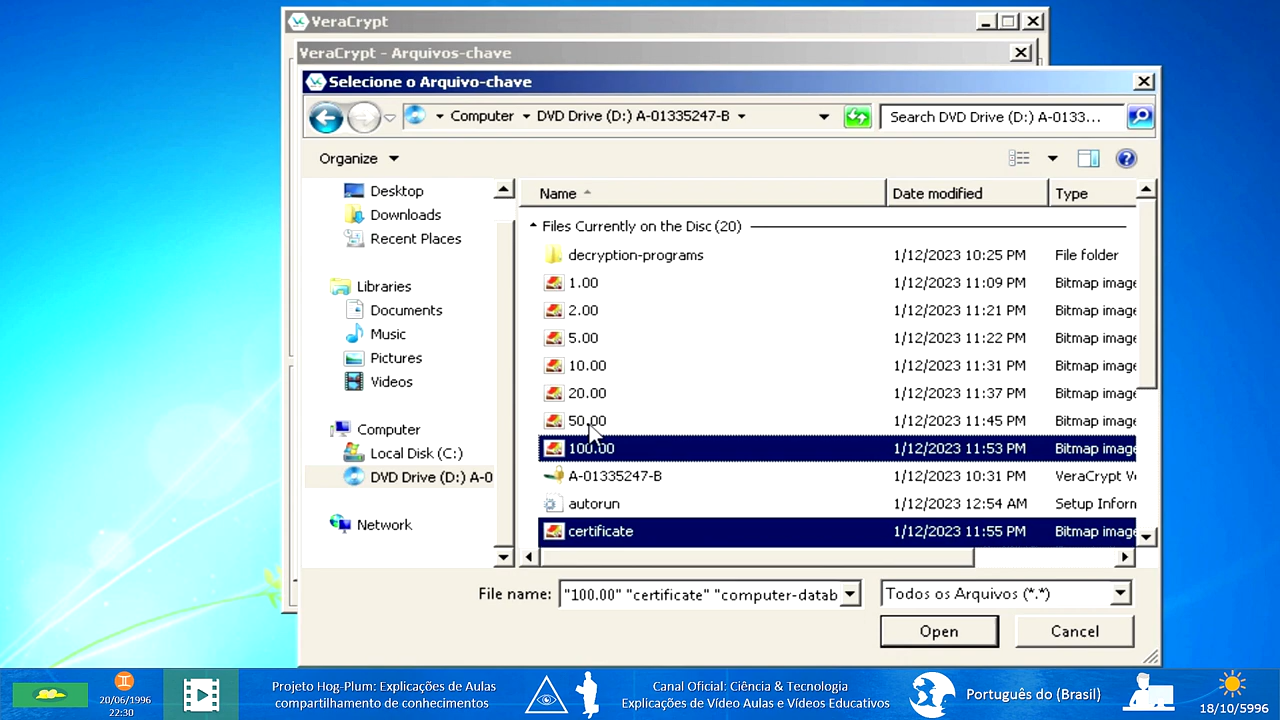 VeraCrypt
VeraCrypt - Arquivos-chave
Selecione o Arquivo-chave
Computer DVD Drive (D:) A-01335247-B
Search DVD Drive (D:) A-0133...
Organize
Desktop
Downloads
Recent Places
Libraries
Documents
Music
Pictures
Videos
Computer
Local Disk (C:)
DVD Drive (D:) A-0
Network
Name Date modified Type
Files Currently on the Disc (20)
decryption-programs 1/12/2023 10:25 PM File folder
1.00 1/12/2023 11:09 PM Bitmap image
2.00 1/12/2023 11:21 PM Bitmap image
5.00 1/12/2023 11:22 PM Bitmap image
10.00 1/12/2023 11:31 PM Bitmap image
20.00 1/12/2023 11:37 PM Bitmap image
50.00 1/12/2023 11:45 PM Bitmap image
100.00 1/12/2023 11:53 PM Bitmap image
A-01335247-B 1/12/2023 10:31 PM VeraCrypt V
autorun 1/12/2023 12:54 AM Setup Inform
certificate 1/12/2023 11:55 PM Bitmap image
File name: "100.00" "certificate" "computer-datab
Todos os Arquivos (*.*)
Open
Cancel
20/06/1996
22:30
Projeto Hog-Plum: Explicações de Aulas
compartilhamento de conhecimentos
Canal Oficial: Ciência & Tecnologia
Explicações de Vídeo Aulas e Vídeos Educativos
Português do (Brasil)
18/10/5996